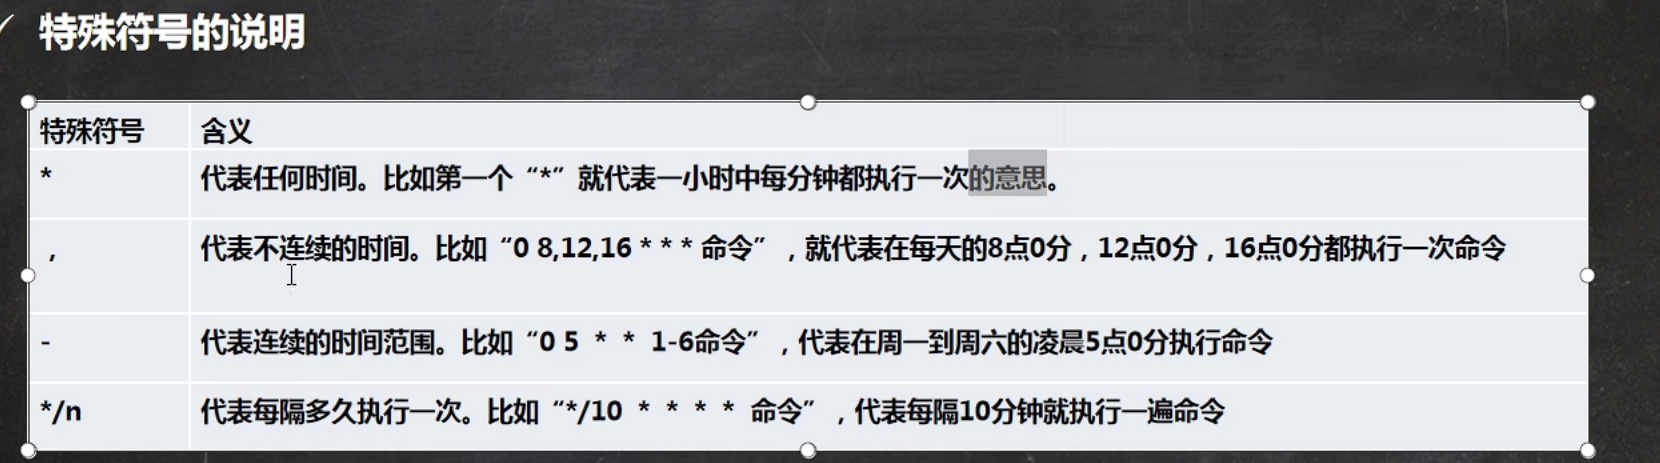 特殊符号的说明
特殊符号 含义
* 代表任何时间。比如第一个“*”就代表一小时中每分钟都执行一次的意思。
, 代表不连续的时间。比如“0 8,12,16 * * * 命令”，就代表在每天的8点0分，12点0分，16点0分都执行一次命令
- 代表连续的时间范围。比如“0 5 * * 1-6命令”，代表在周一到周六的凌晨5点0分执行命令
*/n 代表每隔多久执行一次。比如“*/10 * * * * 命令”，代表每隔10分钟就执行一遍命令